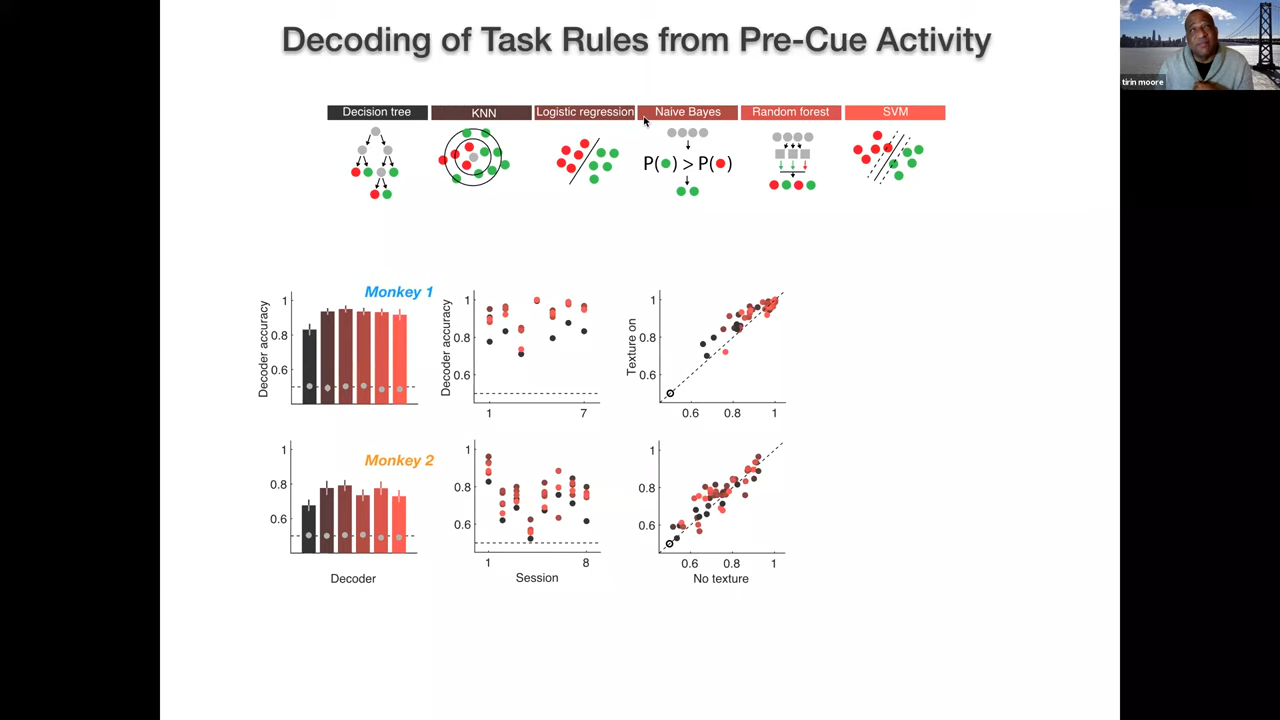 Decoding of Task Rules from Pre-Cue Activity
tirin moore
Decision tree
KNN
Logistic regression
Naive Bayes
Random forest
SVM
P( ) > P( )
Monkey 1
Decoder accuracy
1
0.8
0.6
Decoder accuracy
1
0.8
0.6
1
7
Texture on
1
0.8
0.6
0.6
0.8
1
Monkey 2
1
0.8
0.6
Decoder
1
0.8
0.6
1
8
Session
1
0.8
0.6
0.6
0.8
1
No texture